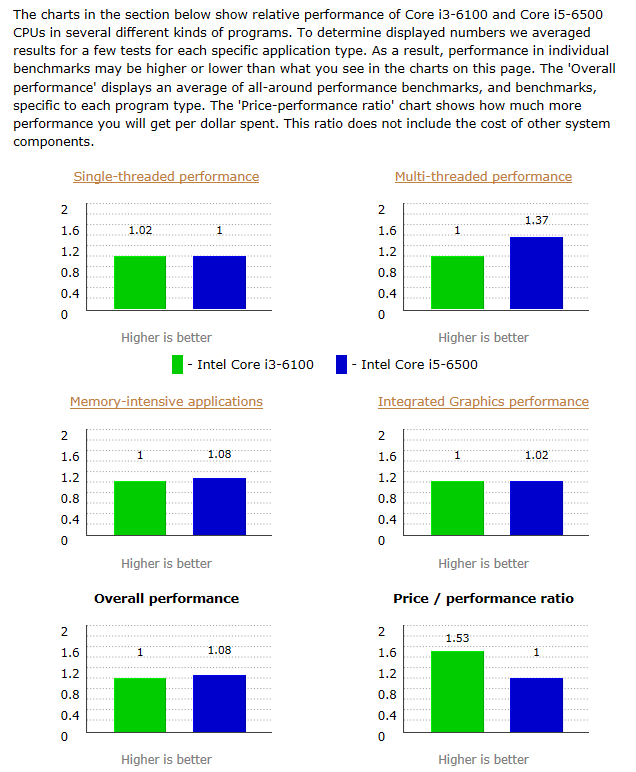 The charts in the section below show relative performance of Core i3-6100 and Core i5-6500
CPUs in several different kinds of programs. To determine displayed numbers we averaged
results for a few tests for each specific application type. As a result, performance in individual
benchmarks may be higher or lower than what you see in the charts on this page. The 'Overall
performance' displays an average of all-around performance benchmarks, and benchmarks,
specific to each program type. The 'Price-performance ratio' chart shows how much more
performance you will get per dollar spent. This ratio does not include the cost of other system
components.
Single-threaded performance
2
1.6
1.2
0.8
0.4
0
1.02
1
Higher is better
Multi-threaded performance
2
1.6
1.2
0.8
0.4
0
1
1.37
Higher is better
- Intel Core i3-6100
- Intel Core i5-6500
Memory-intensive applications
2
1.6
1.2
0.8
0.4
0
1
1.08
Higher is better
Integrated Graphics performance
2
1.6
1.2
0.8
0.4
0
1
1.02
Higher is better
Overall performance
2
1.6
1.2
0.8
0.4
0
1
1.08
Higher is better
Price / performance ratio
2
1.6
1.2
0.8
0.4
0
1.53
1
Higher is better